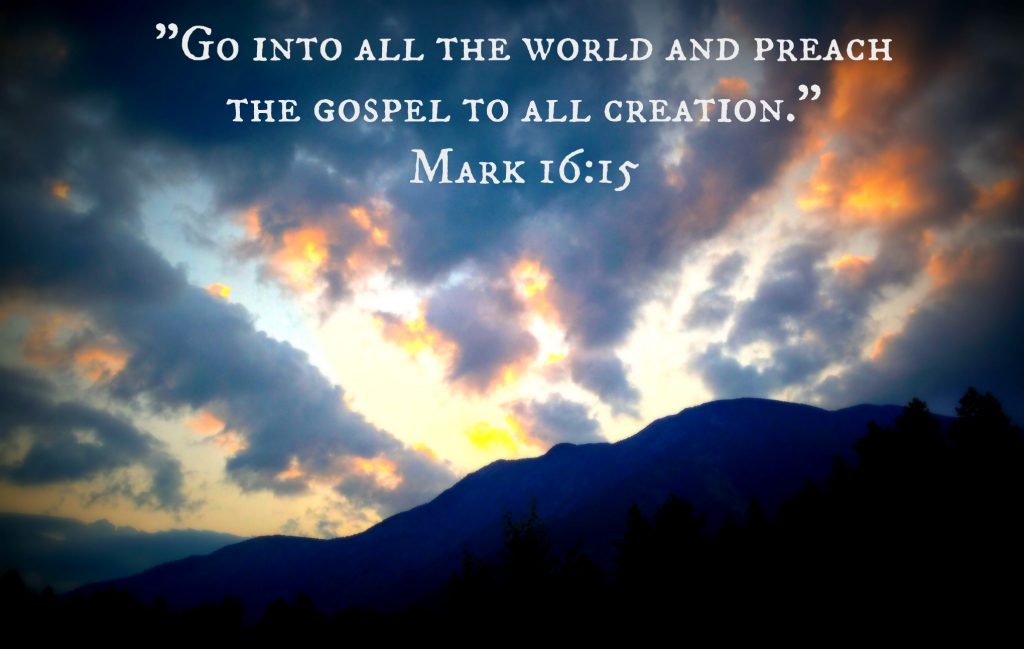 ”Go into all the world and preach
the gospel to all creation.”
Mark 16:15